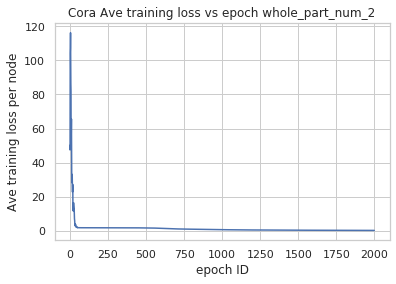 Cora Ave training loss vs epoch whole_part_num_2
Ave training loss per node
120
100
80
60
40
20
0
0 250 500 750 1000 1250 1500 1750 2000
epoch ID